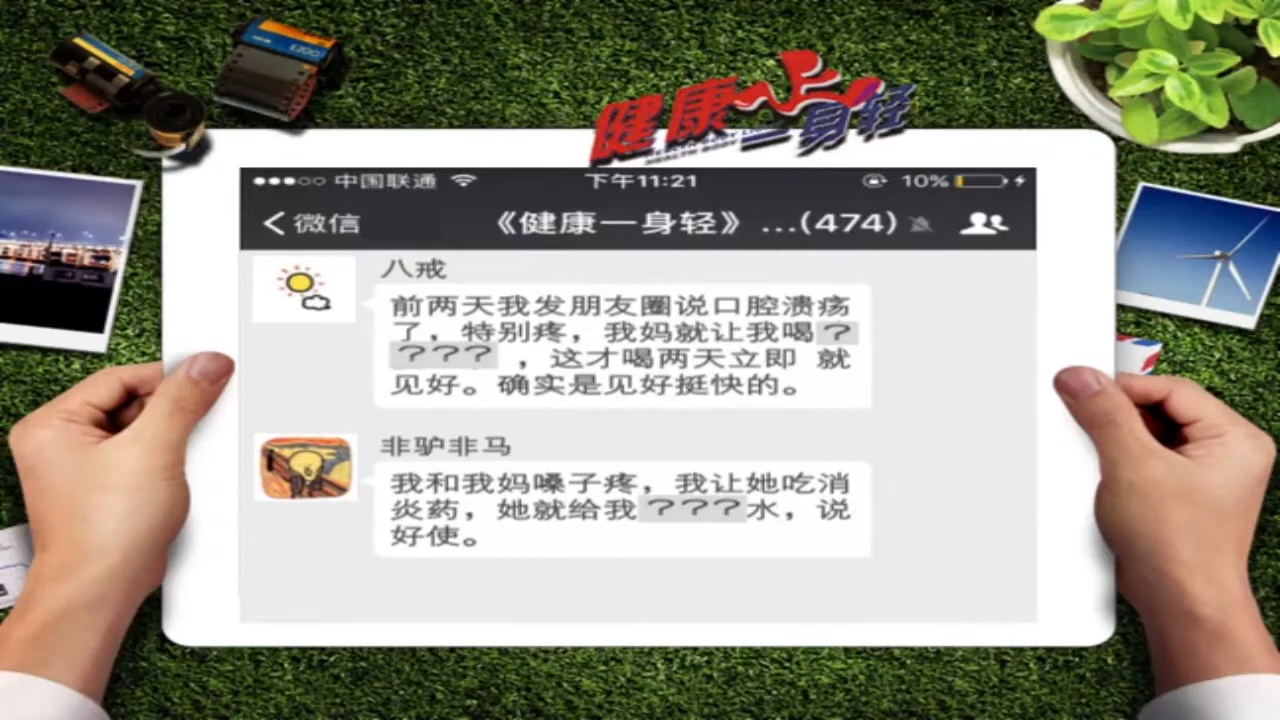 健康一身轻
中国联通
下午11:21
10%
微信
《健康一身轻》...(474)
八戒
前两天我发朋友圈说口腔溃疡
了，特别疼，我妈就让我喝？
？？？，这才喝两天立即 就
见好。确实是见好挺快的。
非驴非马
我和我妈嗓子疼，我让她吃消
炎药，她就给我？？？水，说
好使。